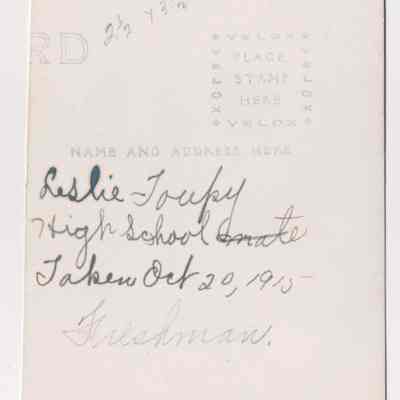 2½ x 3½
RD
VELOX
PLACE
STAMP
HERE
VELOX
NAME AND ADDRESS HERE
Leslie Toupy
High School mate
Taken Oct 20, 1915
Freshman.